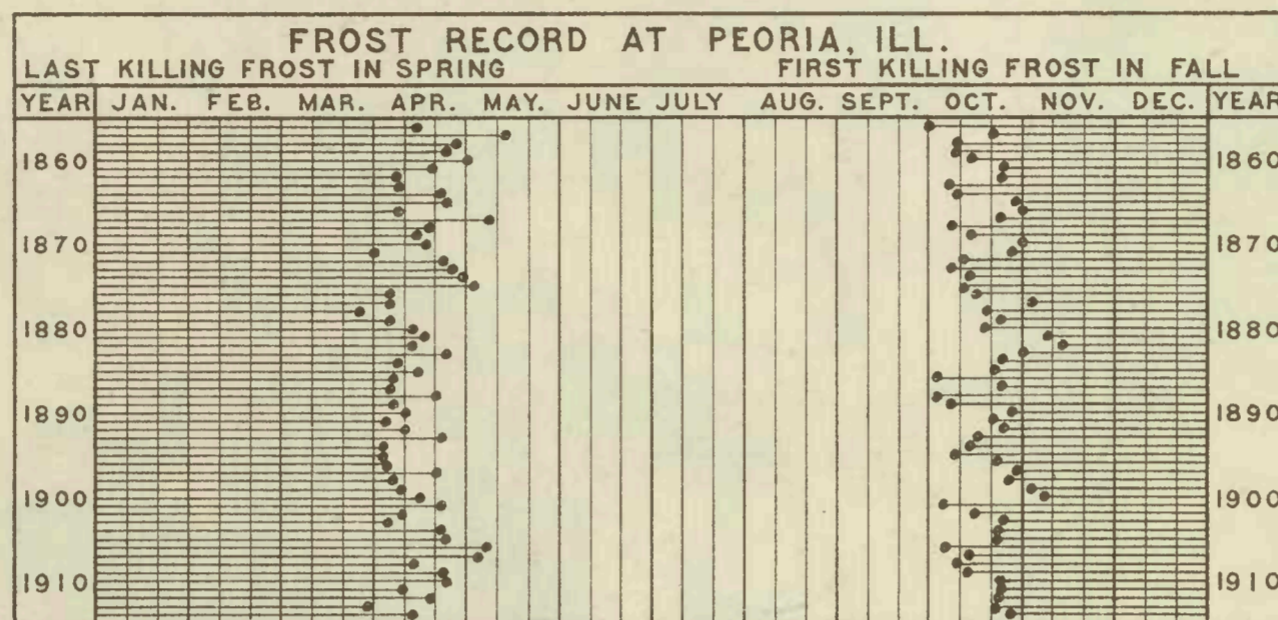 FROST RECORD AT PEORIA, ILL.
LAST KILLING FROST IN SPRING FIRST KILLING FROST IN FALL
YEAR JAN. FEB. MAR. APR. MAY. JUNE JULY AUG. SEPT. OCT. NOV. DEC. YEAR
1860 1860
1870 1870
1880 1880
1890 1890
1900 1900
1910 1910